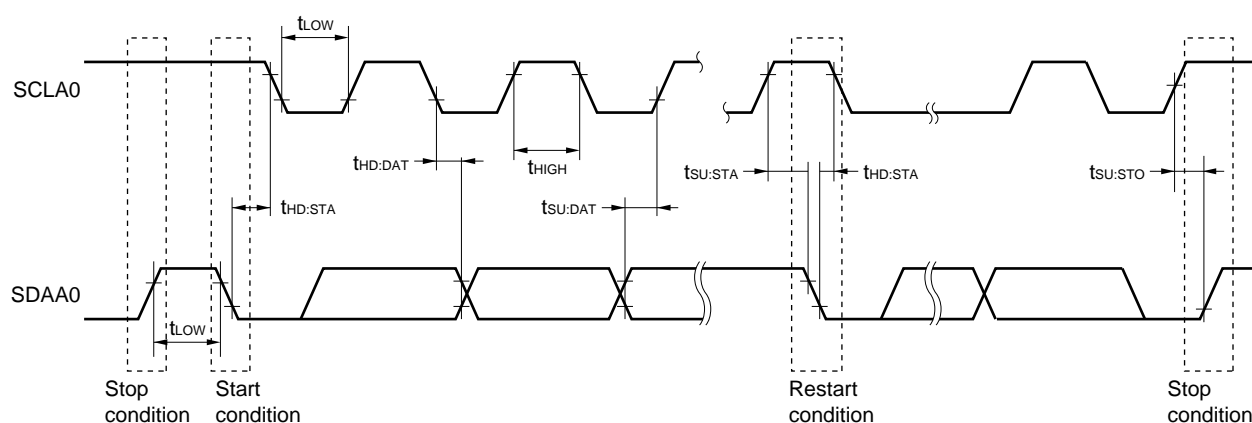 tLOW
SCLA0
tHD:DAT
tHIGH
tSU:STA
tHD:STA
tSU:STO
tHD:STA
tSU:DAT
SDAA0
tLOW
Stop
condition
Start
condition
Restart
condition
Stop
condition